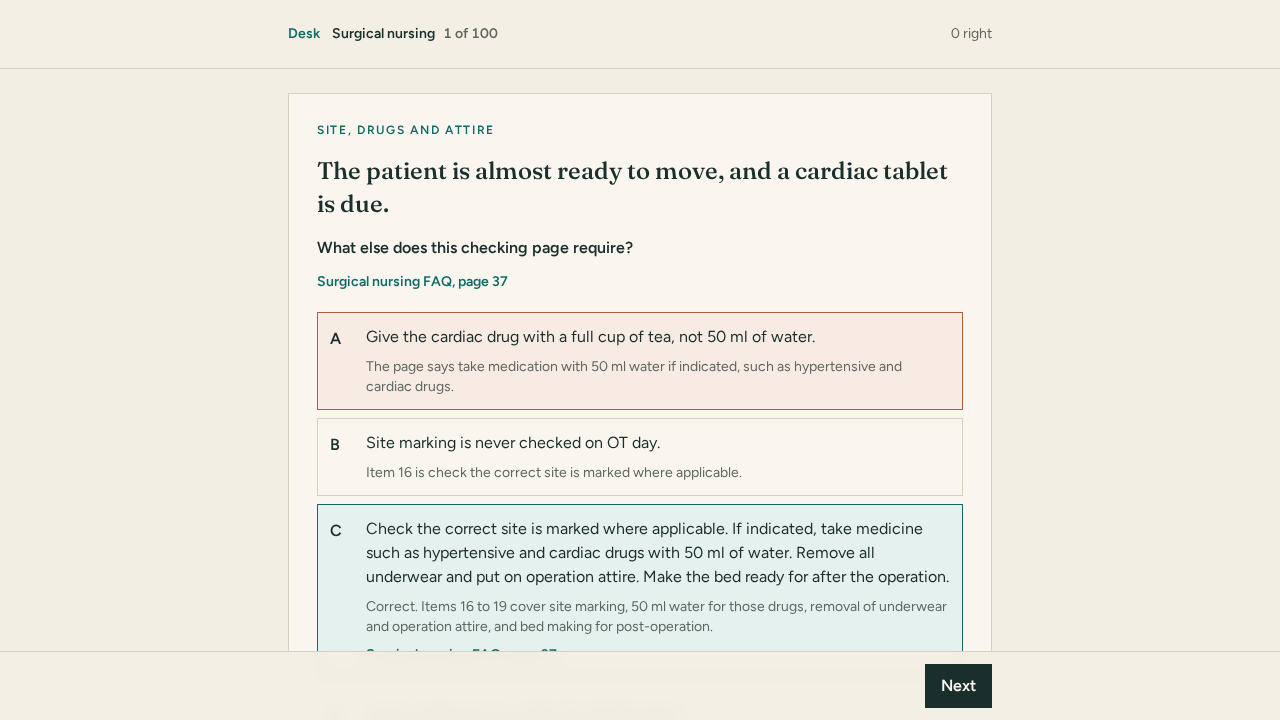 Desk Surgical nursing 1 of 100 0 right
SITE, DRUGS AND ATTIRE
The patient is almost ready to move, and a cardiac tablet
is due.
What else does this checking page require?
Surgical nursing FAQ, page 37
A Give the cardiac drug with a full cup of tea, not 50 ml of water.
The page says take medication with 50 ml water if indicated, such as hypertensive and
cardiac drugs.
B Site marking is never checked on OT day.
Item 16 is check the correct site is marked where applicable.
C Check the correct site is marked where applicable. If indicated, take medicine
such as hypertensive and cardiac drugs with 50 ml of water. Remove all
underwear and put on operation attire. Make the bed ready for after the operation.
Correct. Items 16 to 19 cover site marking, 50 ml water for those drugs, removal of underwear
and operation attire, and bed making for post-operation.
Next